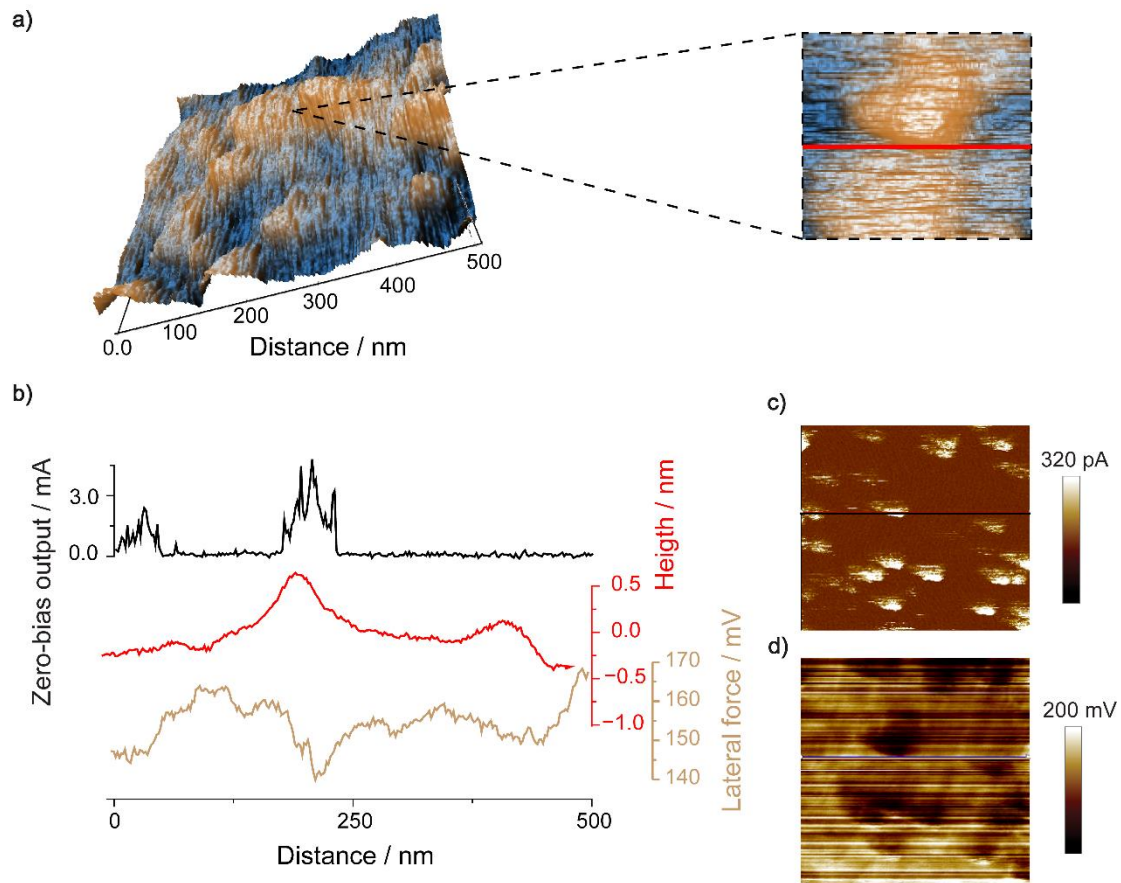 a)
500
400
300
200
100
0.0
Distance / nm
b)
c)
Zero-bias output / mA
3.0
0.0
Heigth / nm
0.5
0.0
−0.5
−1.0
Lateral force / mV
170
160
150
140
0
250
500
Distance / nm
320 pA
d)
200 mV